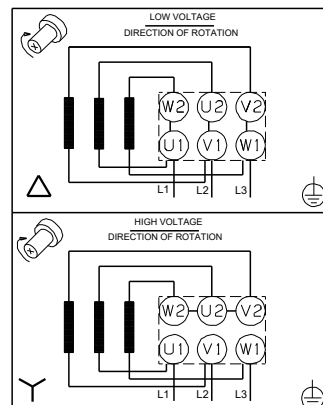 LOW VOLTAGE
DIRECTION OF ROTATION
W2 U2 V2
U1 V1 W1
L1 L2 L3
HIGH VOLTAGE
DIRECTION OF ROTATION
W2 U2 V2
U1 V1 W1
L1 L2 L3